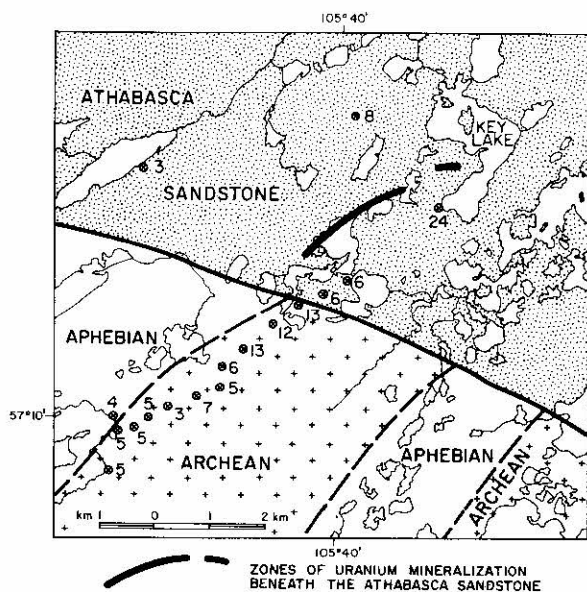 105°40'
ATHABASCA
8
KEY
LAKE
3
SANDSTONE
24
6
6
13
APHEBIAN
12
13
6
5
7
57°10'
4
5
3
5
5
5
ARCHEAN
APHEBIAN
ARCHEAN
km 1 0 1 2 km
105°40'
ZONES OF URANIUM MINERALIZATION
BENEATH THE ATHABASCA SANDSTONE